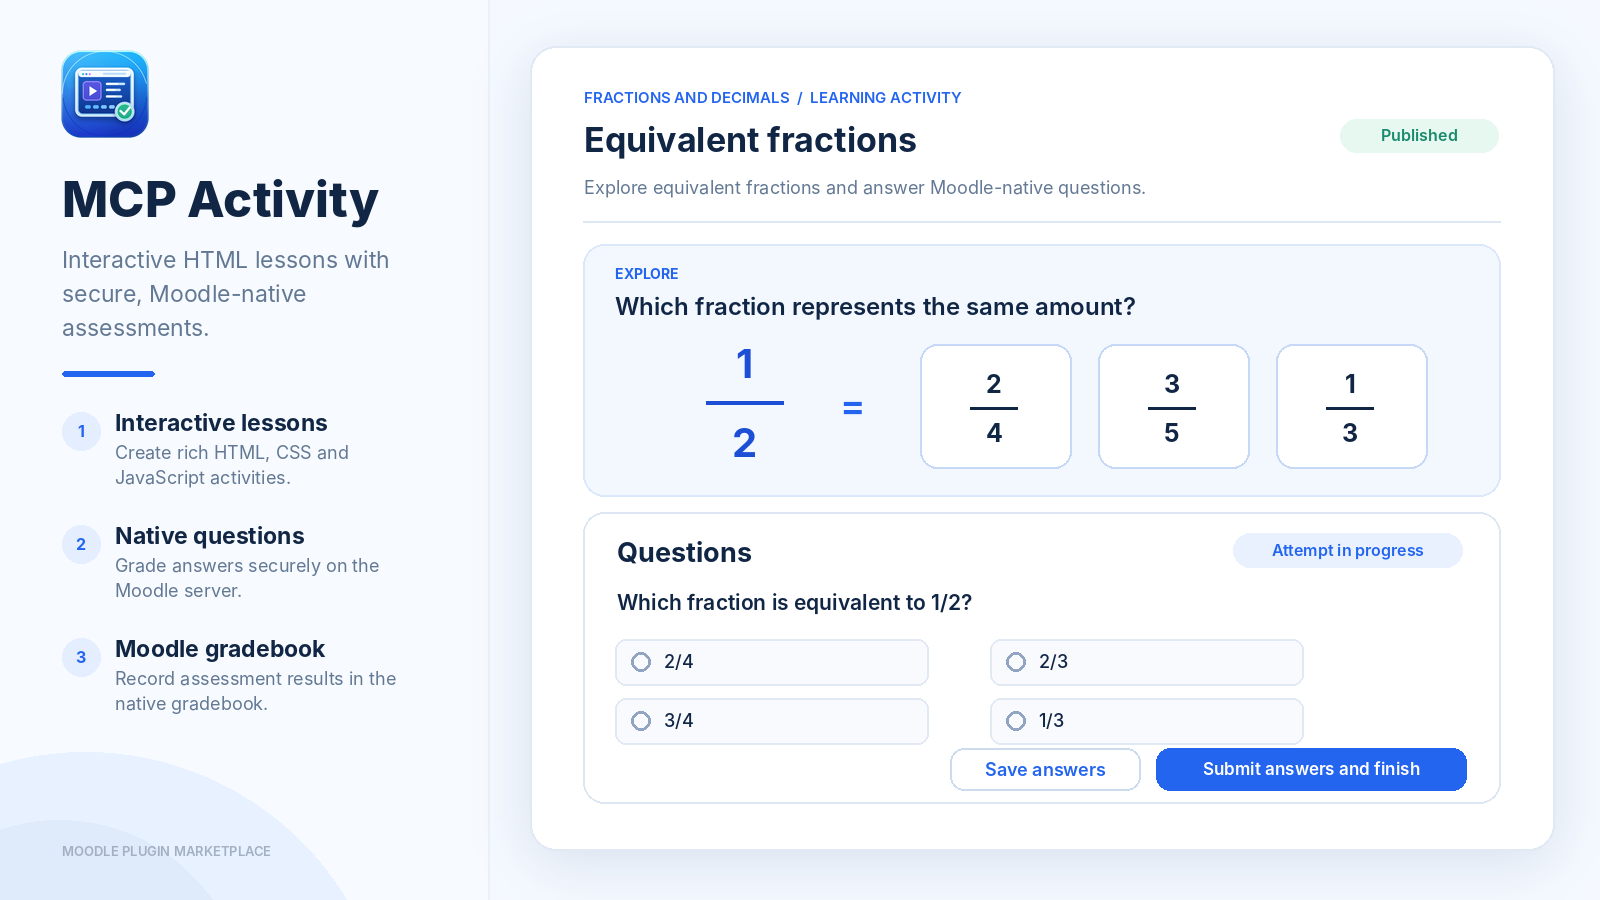 MCP Activity
Interactive HTML lessons with
secure, Moodle-native
assessments.
1
Interactive lessons
Create rich HTML, CSS and
JavaScript activities.
2
Native questions
Grade answers securely on the
Moodle server.
3
Moodle gradebook
Record assessment results in the
native gradebook.
MOODLE PLUGIN MARKETPLACE
FRACTIONS AND DECIMALS / LEARNING ACTIVITY
Equivalent fractions
Published
Explore equivalent fractions and answer Moodle-native questions.
EXPLORE
Which fraction represents the same amount?
1
2
=
2
4
3
5
1
3
Questions
Attempt in progress
Which fraction is equivalent to 1/2?
2/4
2/3
3/4
1/3
Save answers
Submit answers and finish